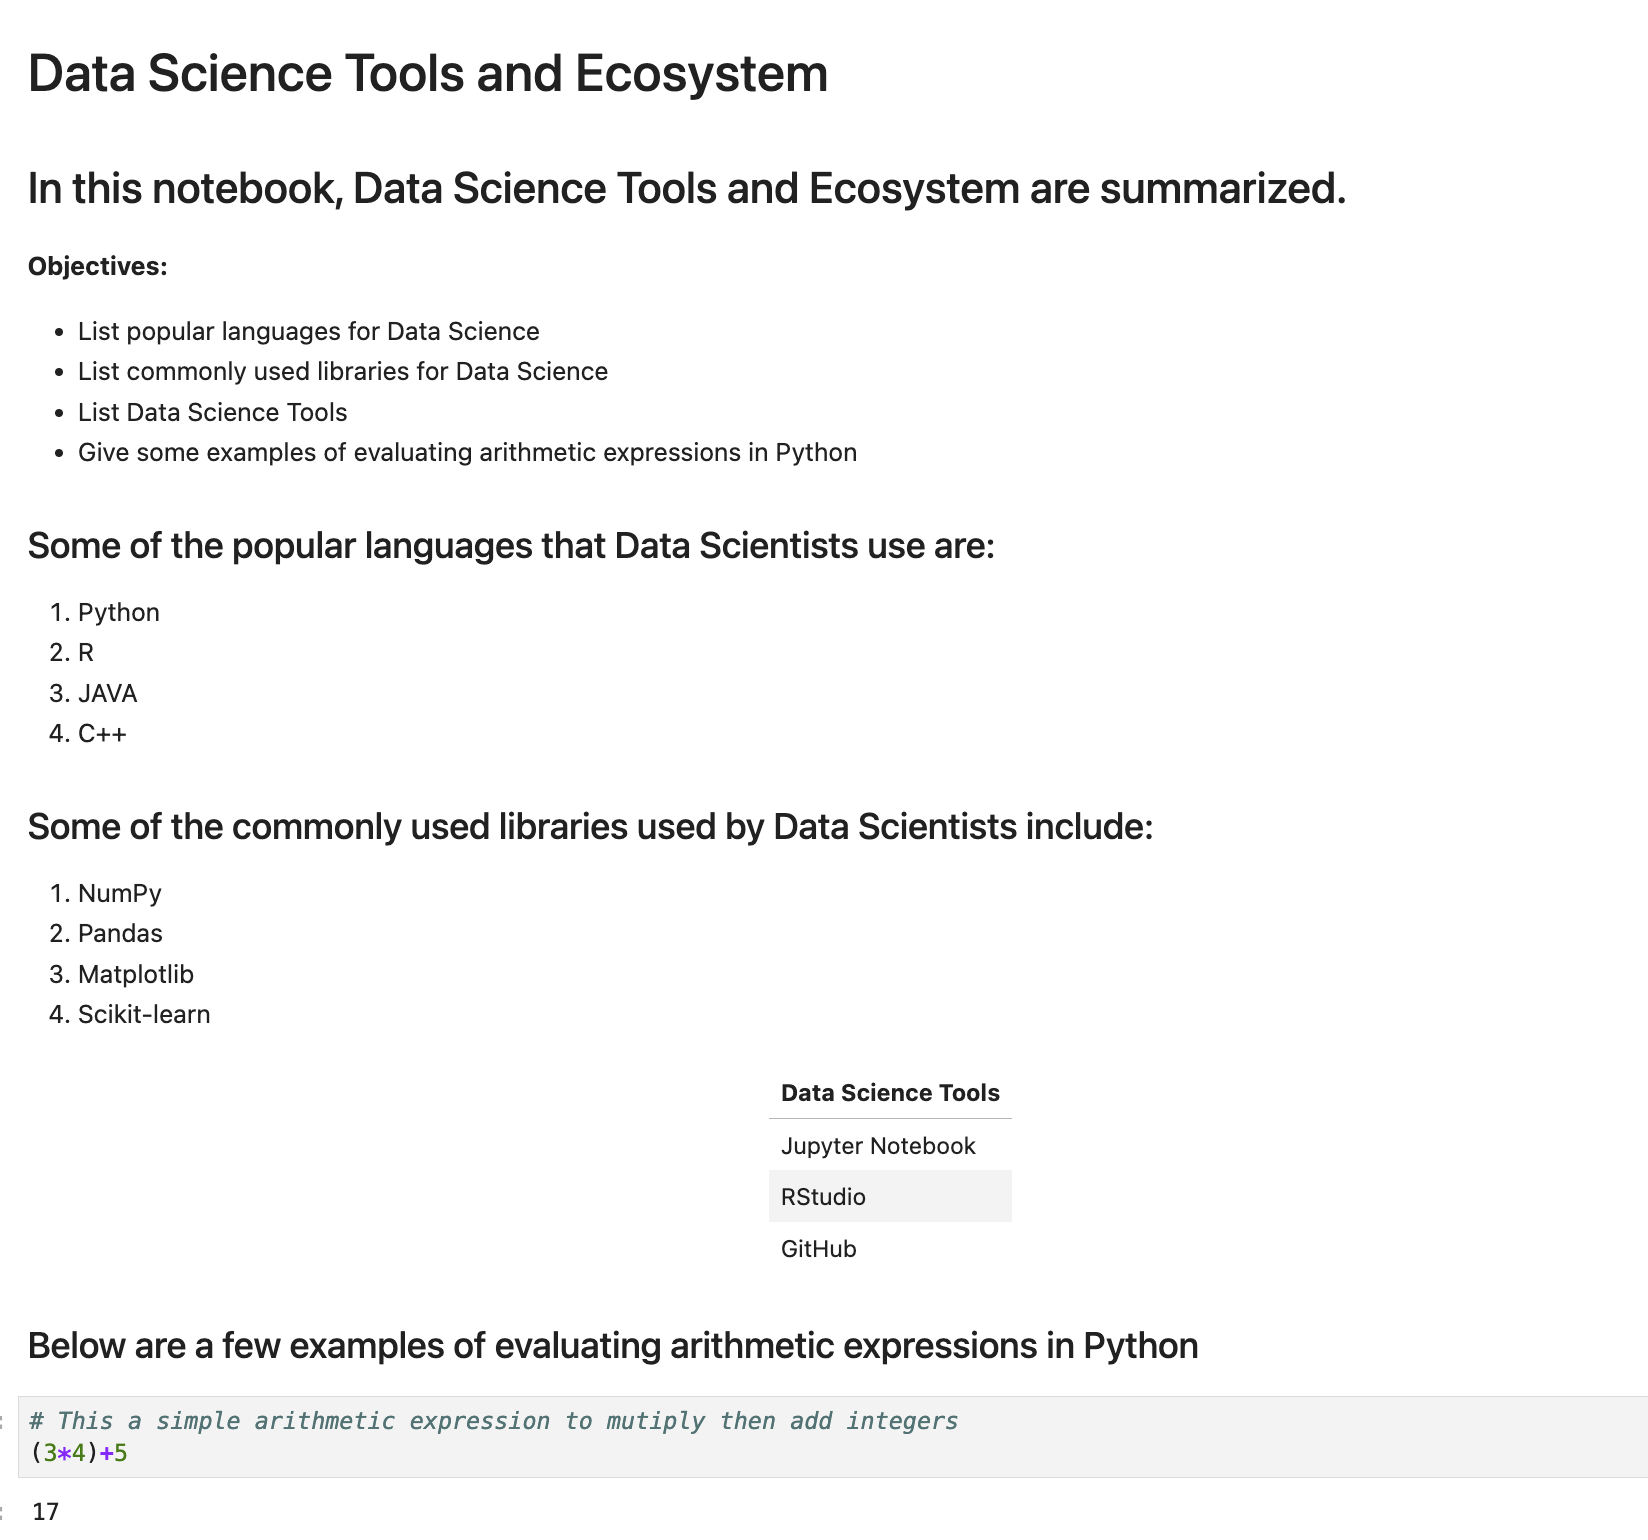 Data Science Tools and Ecosystem
In this notebook, Data Science Tools and Ecosystem are summarized.
Objectives:
• List popular languages for Data Science
• List commonly used libraries for Data Science
• List Data Science Tools
• Give some examples of evaluating arithmetic expressions in Python
Some of the popular languages that Data Scientists use are:
1. Python
2. R
3. JAVA
4. C++
Some of the commonly used libraries used by Data Scientists include:
1. NumPy
2. Pandas
3. Matplotlib
4. Scikit-learn
Data Science Tools
Jupyter Notebook
RStudio
GitHub
Below are a few examples of evaluating arithmetic expressions in Python
# This a simple arithmetic expression to mutiply then add integers
(3*4)+5
17